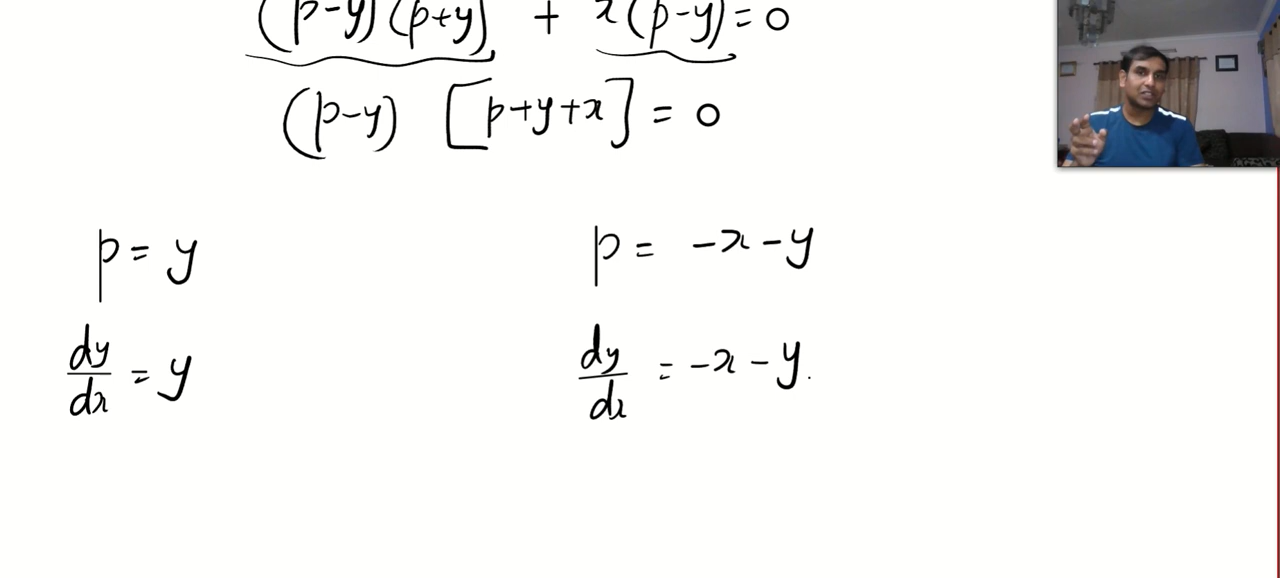 (p-y)(p+y) + x(p-y) = 0
(p-y) [p+y+x] = 0
p = y
p = -x-y
dy/dx = y
dy/dx = -x-y.